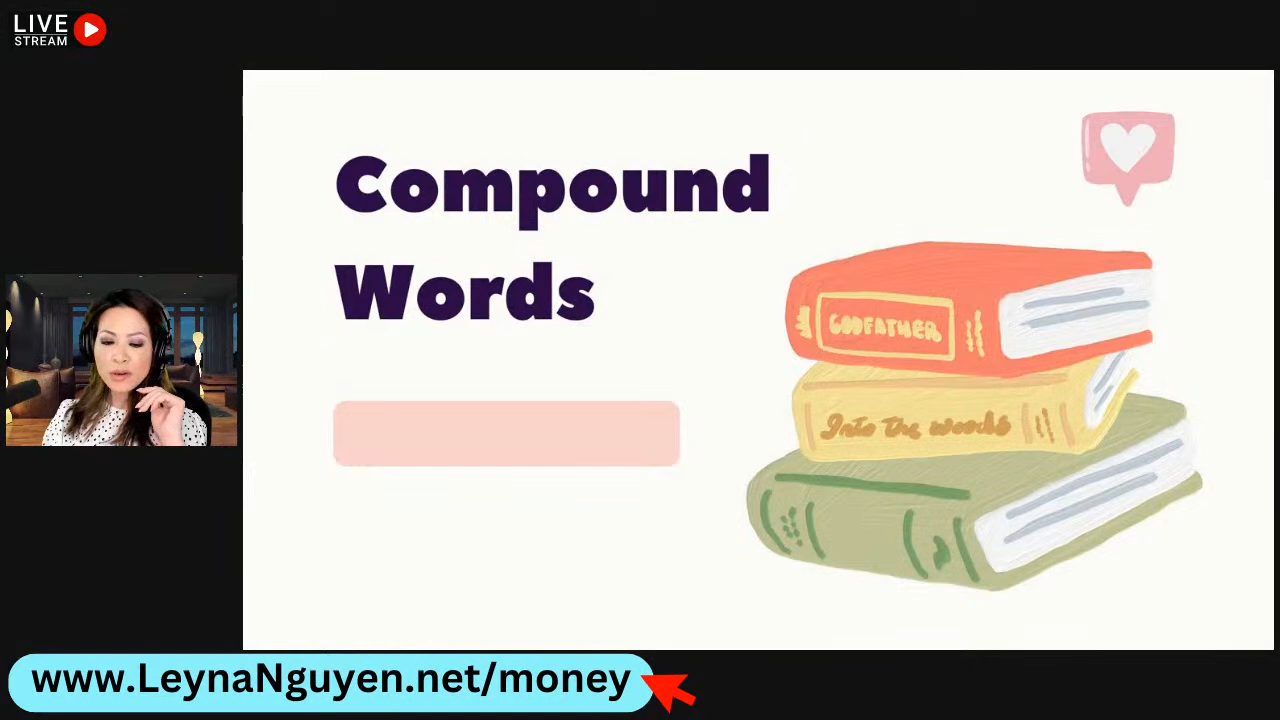 LIVE
STREAM
Compound
Words
GODFATHER
Into the woods
www.LeynaNguyen.net/money